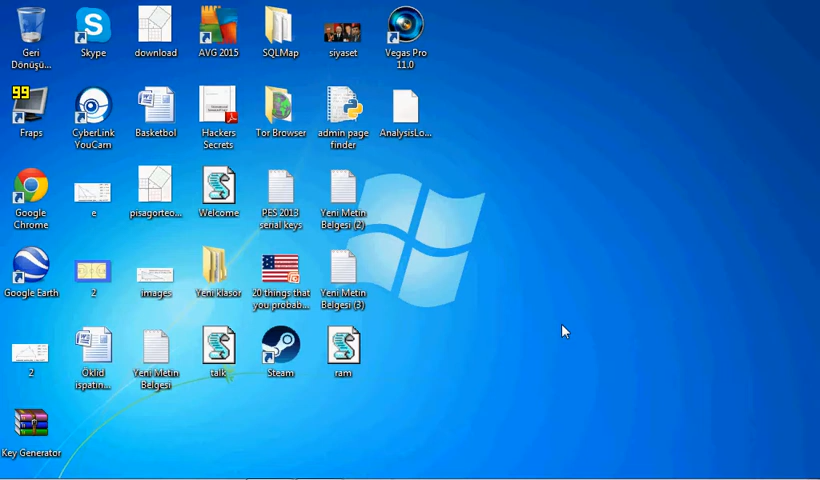 Geri
Dönüşü...
Skype
download
AVG 2015
SQLMap
siyaset
Vegas Pro
11.0
99
Fraps
CyberLink
YouCam
Basketbol
Hackers
Secrets
Tor Browser
admin page
finder
AnalysisLo...
Google
Chrome
e
pisagorteo...
Welcome
PES 2013
serial keys
Yeni Metin
Belgesi (2)
Google Earth
2
images
Yeni klasör
20 things that
you probab...
Yeni Metin
Belgesi (3)
2
Öklid
ispatin...
Yeni Metin
Belgesi
talk
Steam
ram
Key Generator